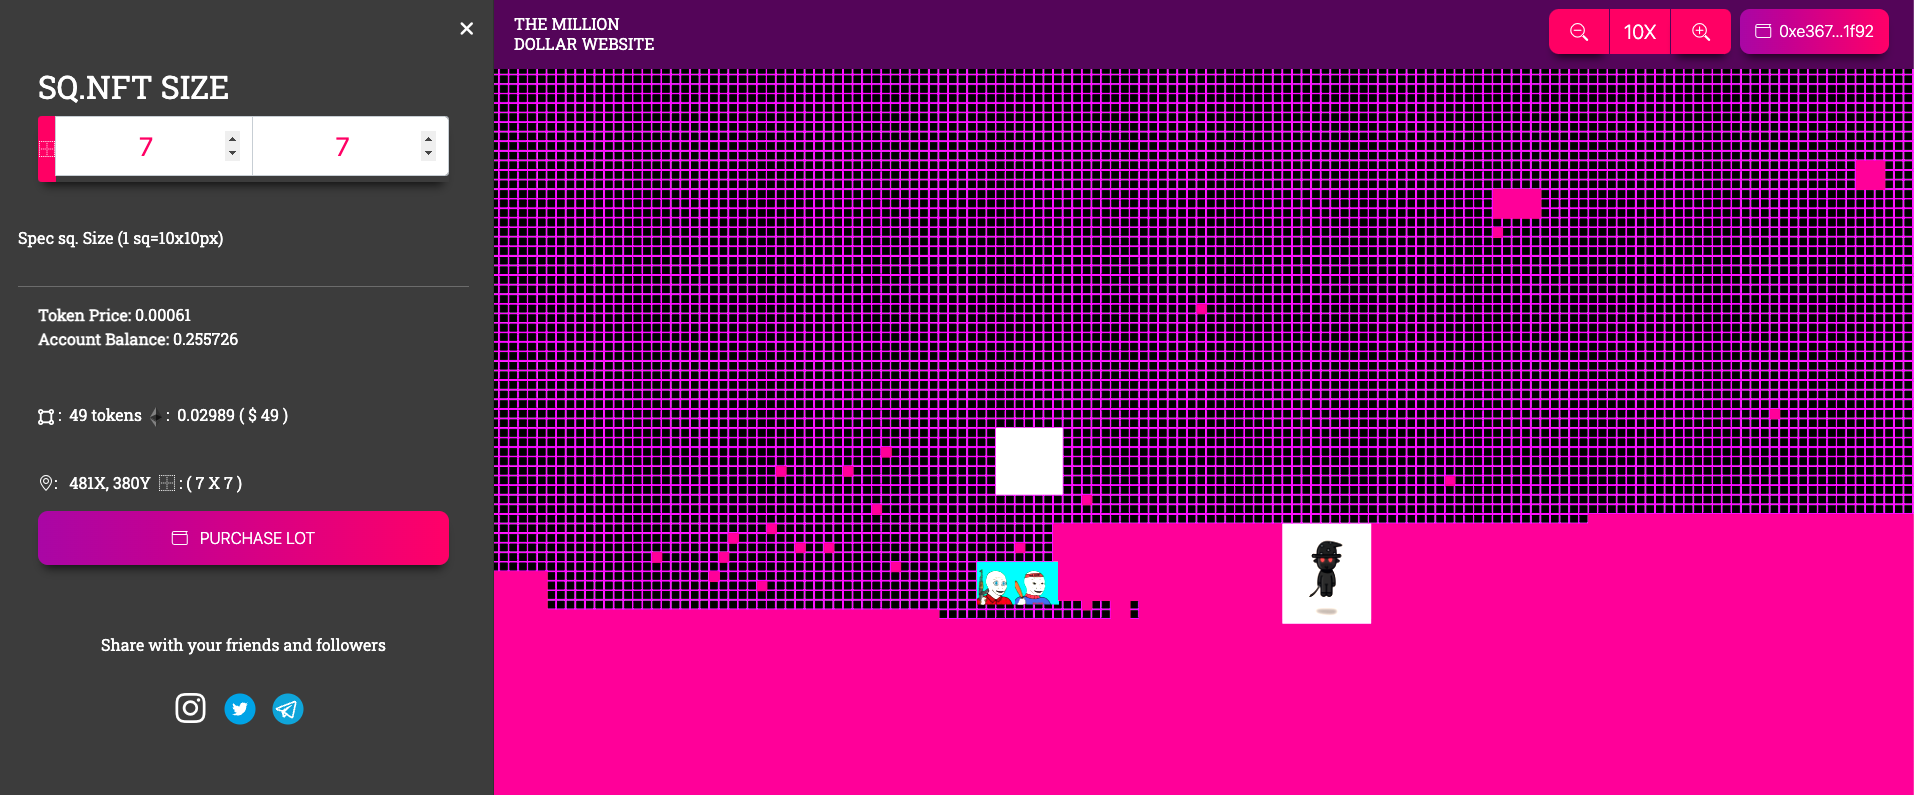 THE MILLION
DOLLAR WEBSITE
10X
0xe367...1f92
SQ.NFT SIZE
7 7
Spec sq. Size (1 sq=10x10px)
Token Price: 0.00061
Account Balance: 0.255726
: 49 tokens : 0.02989 ( $ 49 )
: 481X, 380Y : ( 7 X 7 )
PURCHASE LOT
Share with your friends and followers